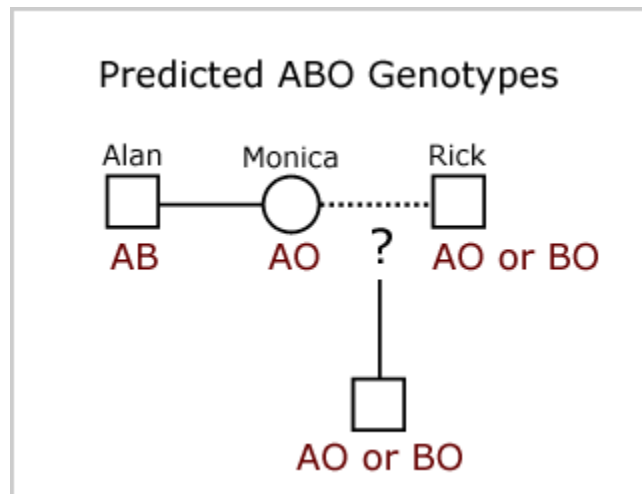 Predicted ABO Genotypes
Alan Monica Rick
AB AO ? AO or BO
AO or BO